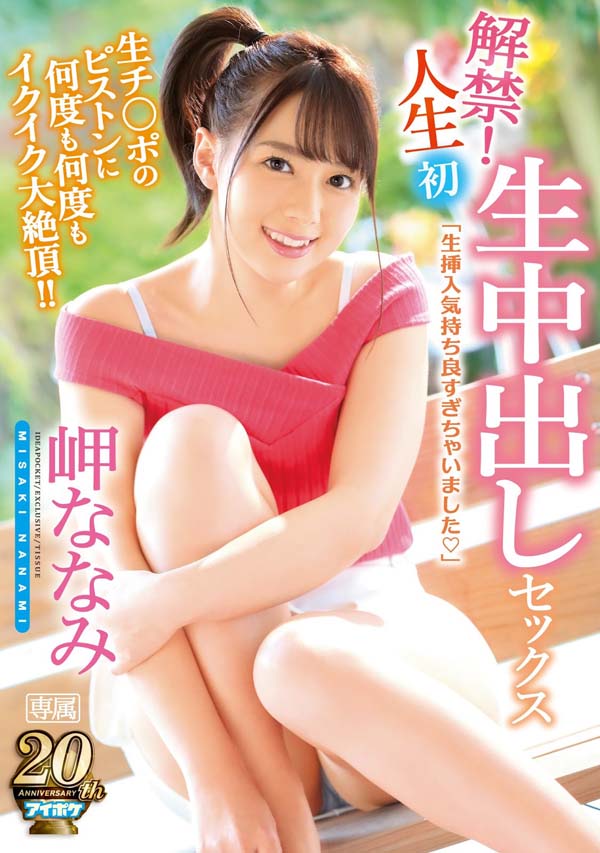 解禁!
人生初
生中出し
セックス
「生挿入気持ち良すぎちゃいました♡」
生チ〇ポの
ピストンに
何度も何度も
イクイク大絶頂!!
岬ななみ
IDEAPOCKET/EXCLUSIVE/TISSUE
MISAKI NANAMI
専属
20th
ANNIVERSARY
アイポケ